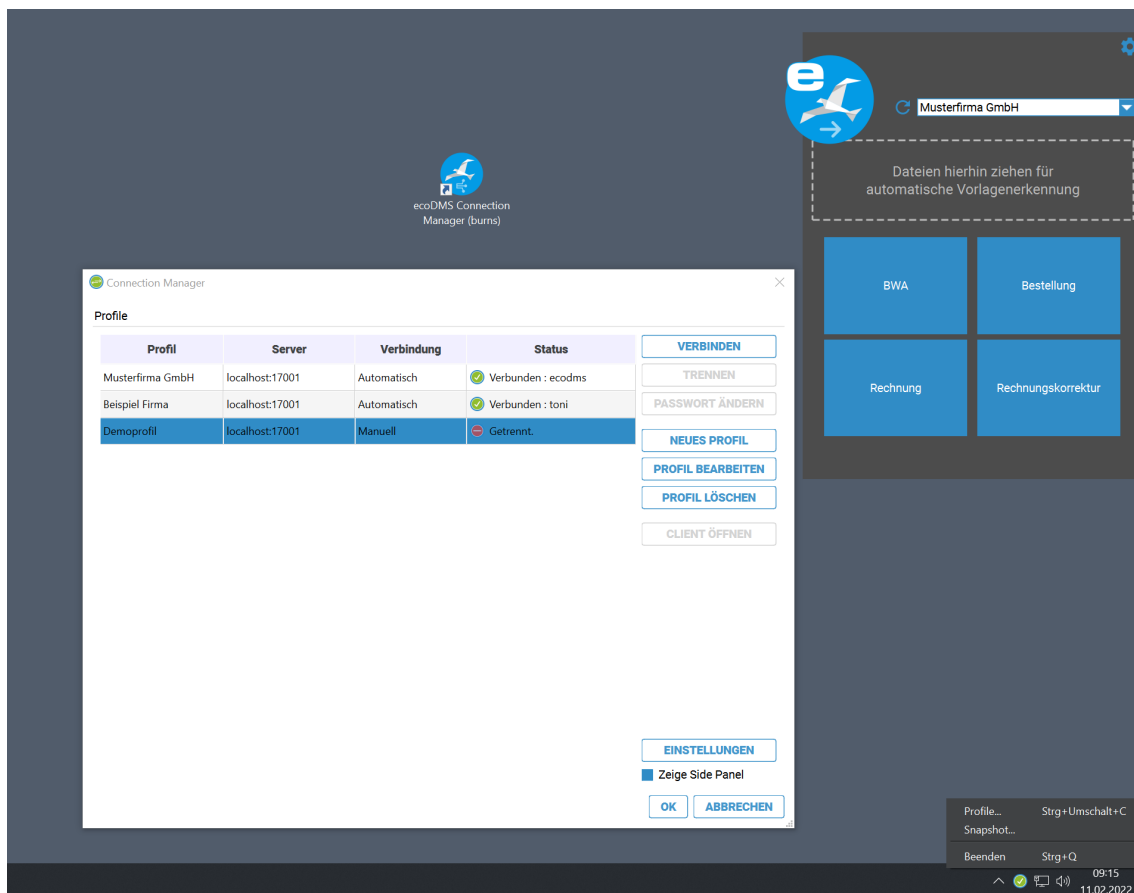 e
Musterfirma GmbH
Dateien hierhin ziehen für
automatische Vorlagenerkennung
BWA
Bestellung
Rechnung
Rechnungskorrektur
ecoDMS Connection
Manager (burns)
Connection Manager
Profile
Profil Server Verbindung Status
Musterfirma GmbH localhost:17001 Automatisch Verbunden : ecodms
Beispiel Firma localhost:17001 Automatisch Verbunden : toni
Demoprofil localhost:17001 Manuell Getrennt.
VERBINDEN
TRENNEN
PASSWORT ÄNDERN
NEUES PROFIL
PROFIL BEARBEITEN
PROFIL LÖSCHEN
CLIENT ÖFFNEN
EINSTELLUNGEN
Zeige Side Panel
OK ABBRECHEN
Profile... Strg+Umschalt+C
Snapshot...
Beenden Strg+Q
09:15
11.02.2022